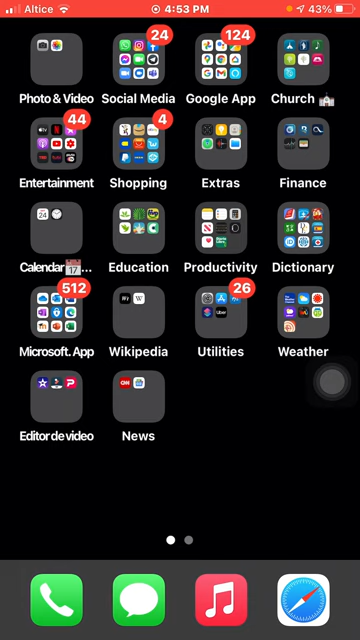 Altice 4:53 PM 43%
24 124
Photo & Video Social Media Google App Church
44 4
Entertainment Shopping Extras Finance
24
Calendar📅... Education Productivity Dictionary
512 26
Microsoft. App Wikipedia Utilities Weather
Editor de video News